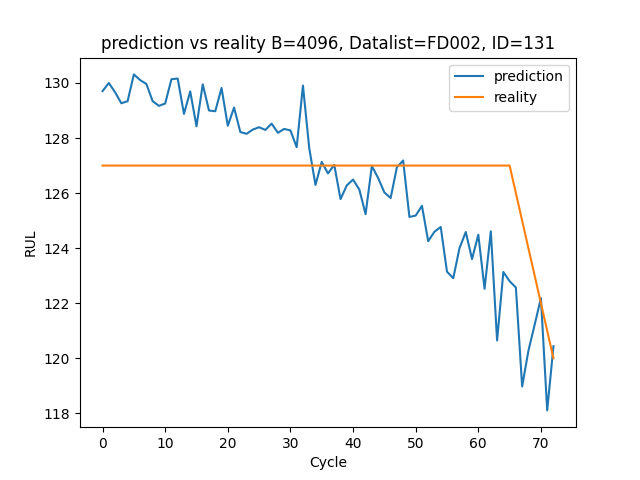 prediction vs reality B=4096, Datalist=FD002, ID=131
prediction
reality
RUL
130
128
126
124
122
120
118
0 10 20 30 40 50 60 70
Cycle